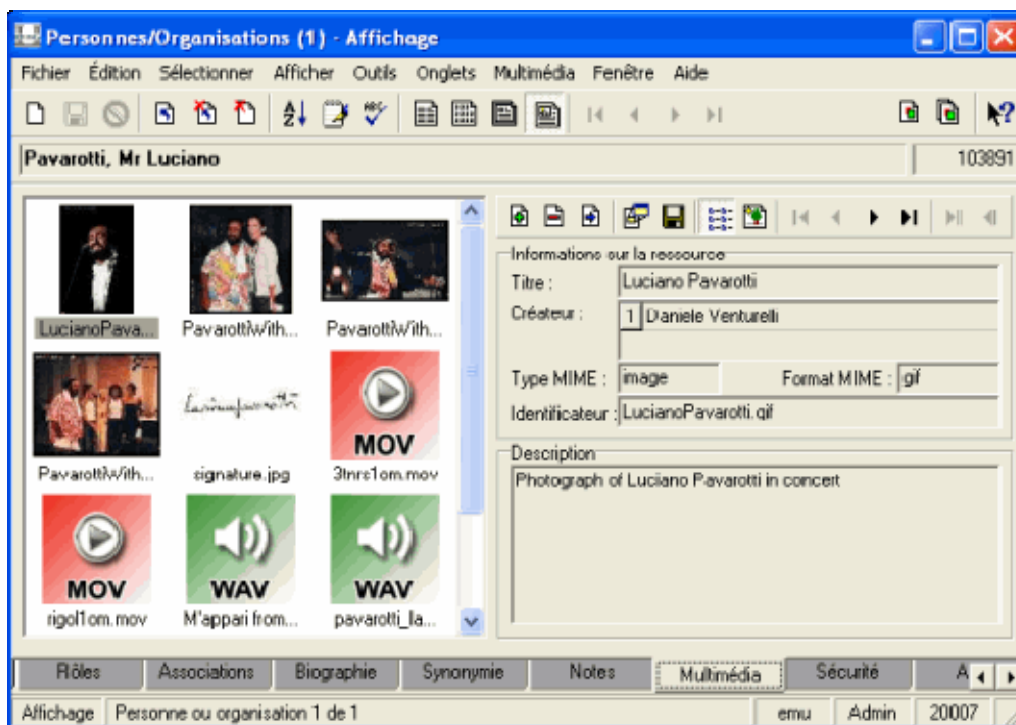 Personnes/Organisations (1) - Affichage
Fichier Édition Sélectionner Afficher Outils Onglets Multimédia Fenêtre Aide
Pavarotti, Mr Luciano 103891
Informations sur la ressource
Titre : Luciano Pavarotti
Créateur : 1 Daniele Venturelli
Type MIME : image Format MIME : gif
Identificateur : LucianoPavarotti.gif
Description
Photograph of Luciano Pavarotti in concert
LucianoPava... PavarottiWith... PavarottiWith...
MOV
PavarottiWith... signature.jpg 3tnrs1om.mov
MOV WAV WAV
rigol1om.mov M'appari from... pavarotti_lla...
Rôles Associations Biographie Synonymie Notes Multimédia Sécurité A
Affichage Personne ou organisation 1 de 1 emu Admin 20007